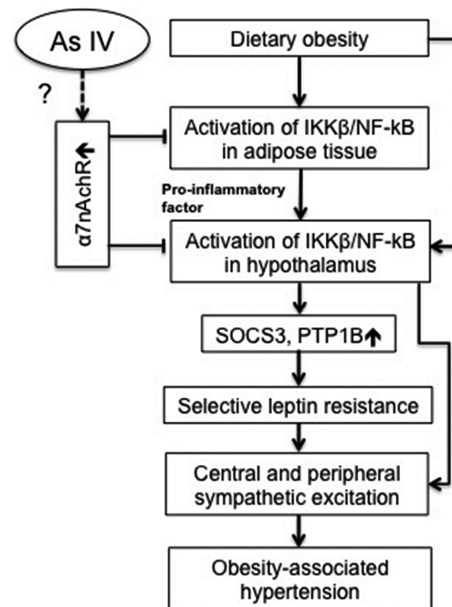 As IV
Dietary obesity
?
α7nAchR↑
Activation of IKKβ/NF-kB
in adipose tissue
Pro-inflammatory
factor
Activation of IKKβ/NF-kB
in hypothalamus
SOCS3, PTP1B↑
Selective leptin resistance
Central and peripheral
sympathetic excitation
Obesity-associated
hypertension